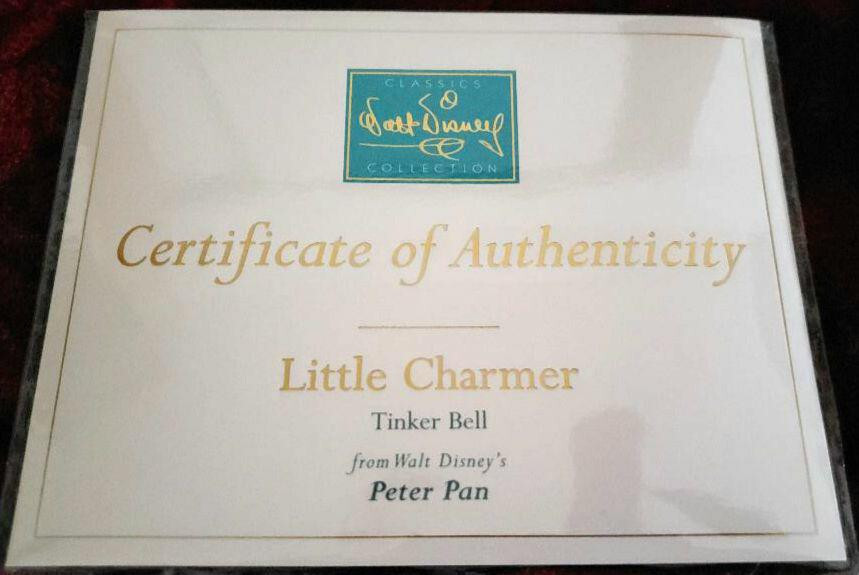 CLASSICS
Walt Disney
COLLECTION
Certificate of Authenticity
Little Charmer
Tinker Bell
from Walt Disney's
Peter Pan